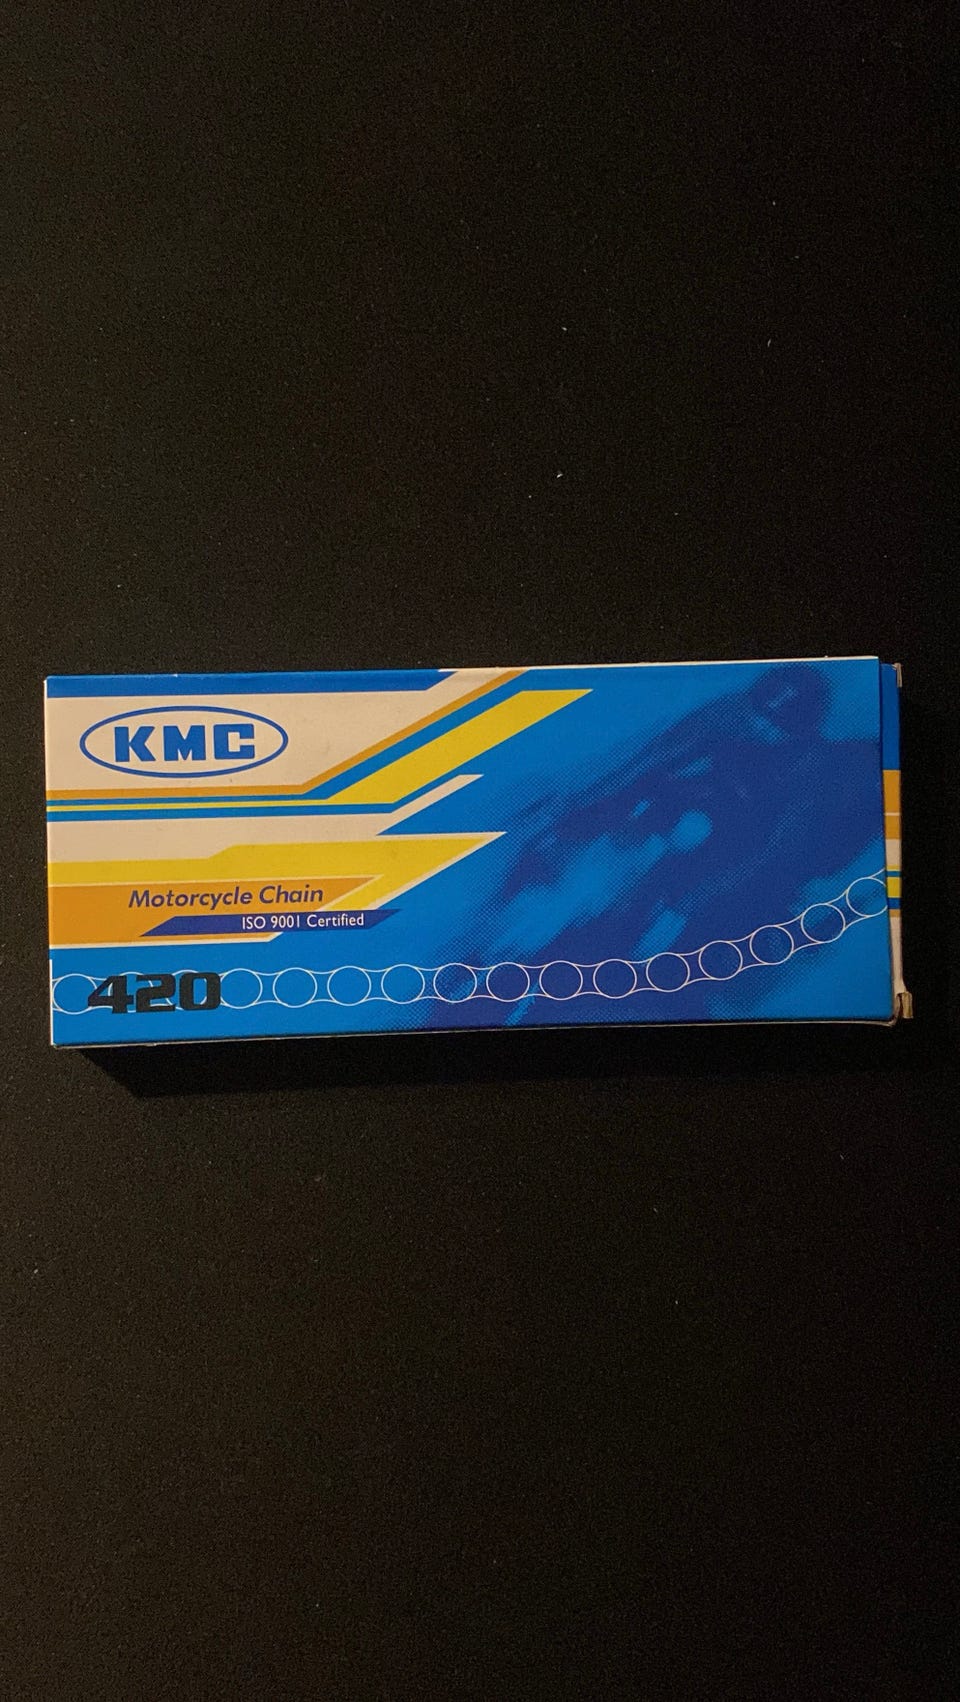 KMC
Motorcycle Chain
ISO 9001 Certified
420